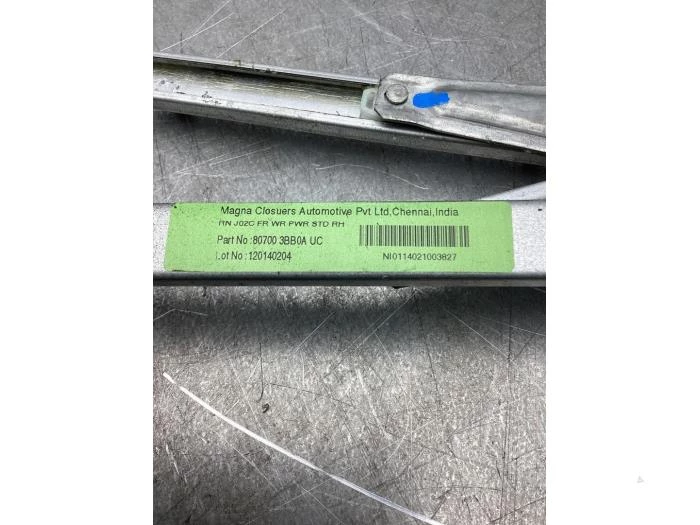 Magna Closuers Automotive Pvt Ltd,Chennai,India
RN J02C FR WR PWR STD RH
Part No :80700 3BB0A UC
Lot No :120140204
NI0114021003827